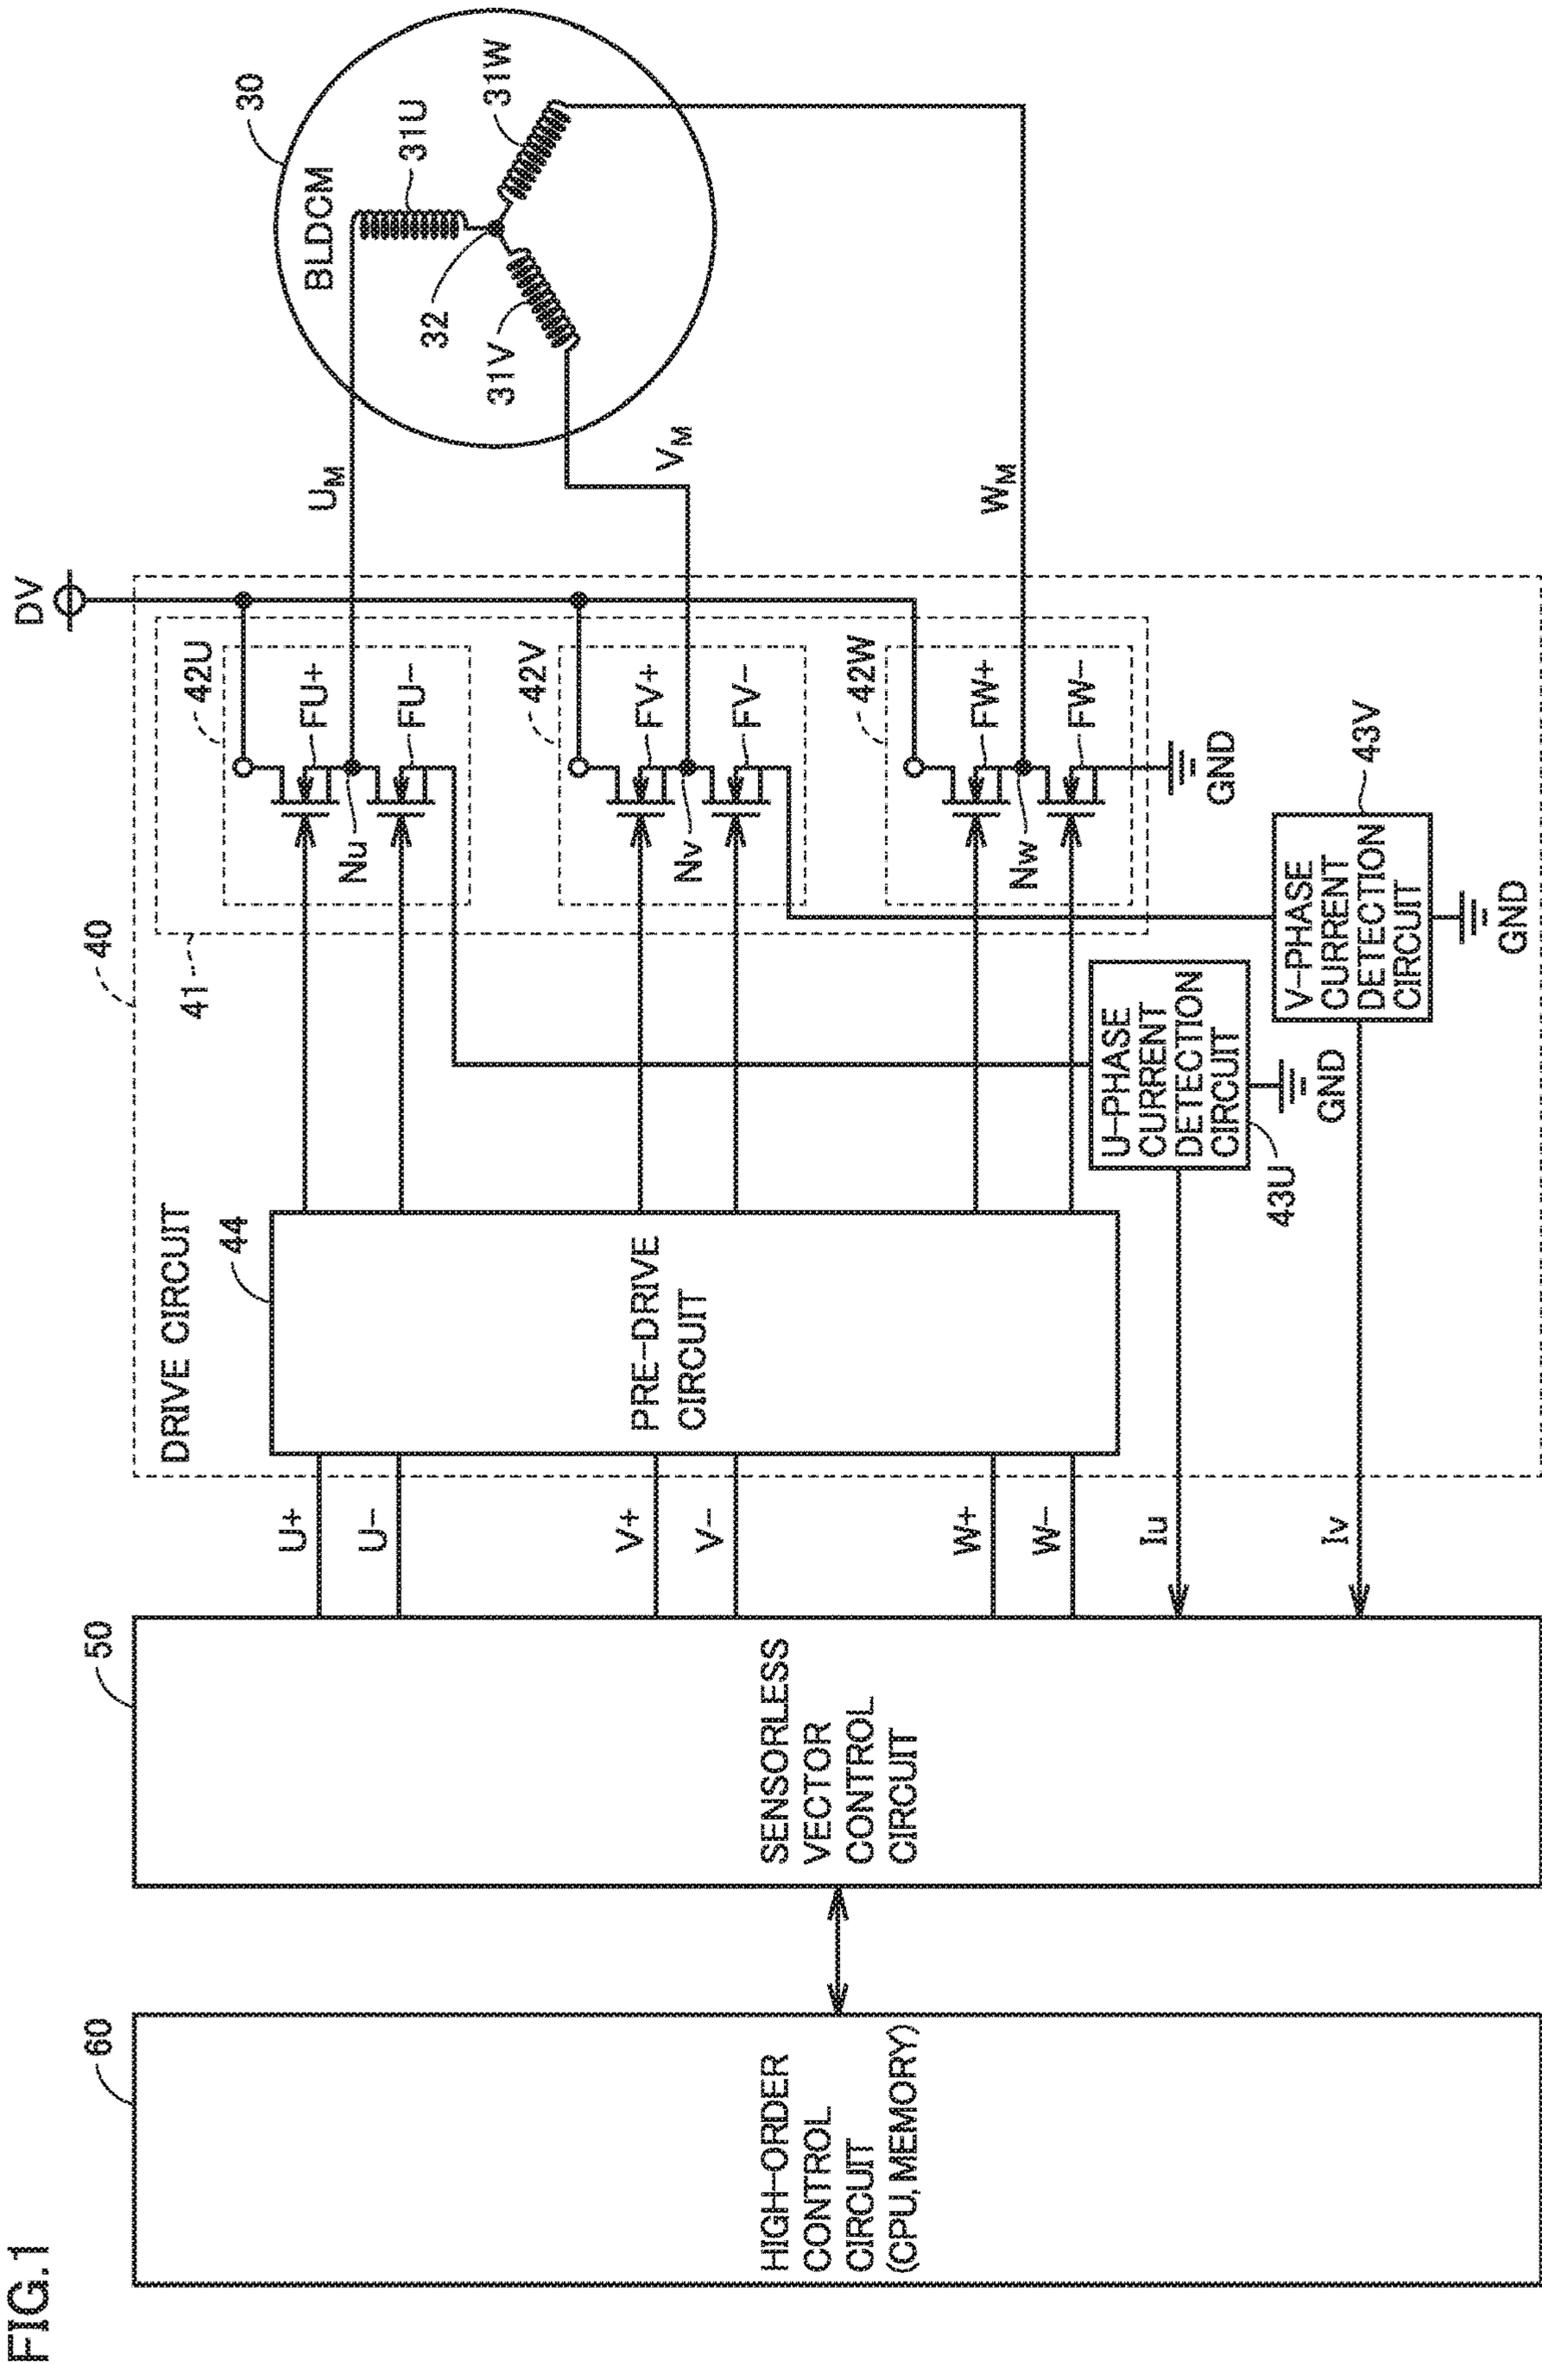 FIG.1
60
HIGH-ORDER
CONTROL
CIRCUIT
(CPU, MEMORY)
50
SENSORLESS
VECTOR
CONTROL
CIRCUIT
U+
U-
V+
V-
W+
W-
Iu
Iv
40
DRIVE CIRCUIT
44
PRE-DRIVE
CIRCUIT
41
43U
U-PHASE
CURRENT
DETECTION
CIRCUIT
GND
43V
V-PHASE
CURRENT
DETECTION
CIRCUIT
GND
DV
42U
FU+
FU-
Nu
42V
FV+
FV-
Nv
42W
FW+
FW-
Nw
GND
UM
VM
WM
30
BLDCM
31U
31V
31W
32